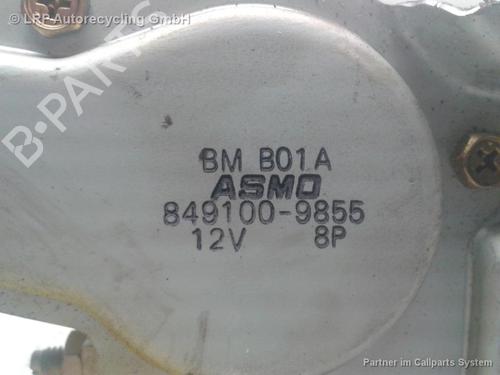 © LRP Autorecycling GmbH
B-PARTS
BM B01A
ASMO
849100-9855
12V 8P
Partner im Callparts System